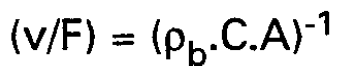 (v/F) = (ρb.C.A)-1